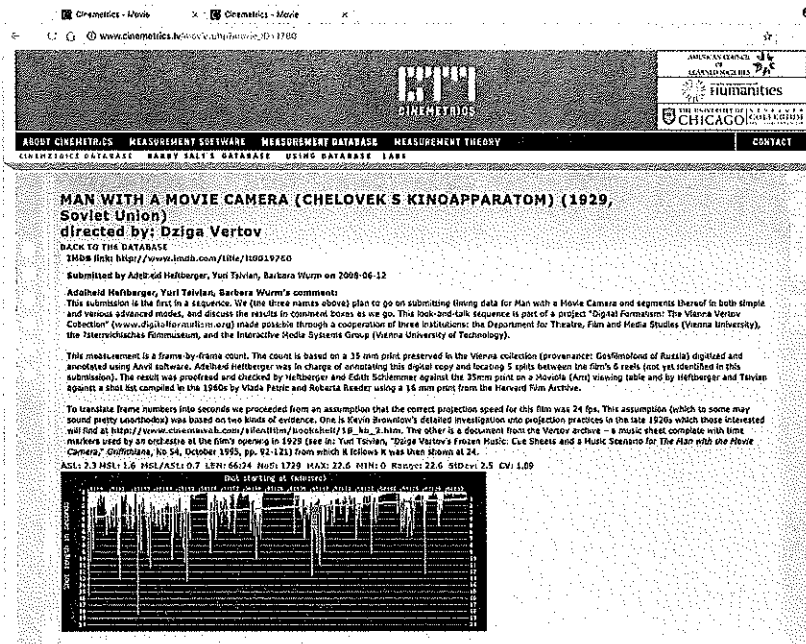 Cinemetrics - Movie × Cinemetrics - Movie ×
www.cinemetrics.lv/movie.php?movie_ID=1780
CINEMETRICS
AMERICAN COUNCIL
OF
LEARNED SOCIETIES
Humanities
THE UNIVERSITY OF
CHICAGO
ABOUT CINEMETRICS MEASUREMENT SOFTWARE MEASUREMENT DATABASE MEASUREMENT THEORY CONTACT
CINEMETRICS DATABASE BARRY SALT'S DATABASE USING DATABASE LABS
MAN WITH A MOVIE CAMERA (CHELOVEK S KINOAPPARATOM) (1929,
Soviet Union)
directed by: Dziga Vertov
BACK TO THE DATABASE
IMDB link: http://www.imdb.com/title/tt0019760
Submitted by Adelheid Heftberger, Yuri Tsivian, Barbara Wurm on 2008-06-12
Adelheid Heftberger, Yuri Tsivian, Barbara Wurm's comment:
This submission is the first in a sequence. We (the three names above) plan to go on submitting timing data for Man with a Movie Camera and segments thereof in both simple
and various advanced modes, and discuss the results in comment boxes as we go. This look-and-talk sequence is part of a project "Digital Formalism: The Vienna Vertov
Collection" (www.digitalformalism.org) made possible through a cooperation of three institutions: the Department for Theatre, Film and Media Studies (Vienna University),
the Österreichisches Filmmuseum, and the Interactive Media Systems Group (Vienna University of Technology).
This measurement is a frame-by-frame count. The count is based on a 35 mm print preserved in the Vienna collection (provenance: Gosfilmofond of Russia) digitized and
annotated using Anvil software. Adelheid Heftberger was in charge of annotating this digital copy and locating 5 splits between the film's 6 reels (not yet identified in this
submission). The result was proofread and checked by Heftberger and Edith Schlemmer against the 35mm print on a Moviola (Arri) viewing table and by Heftberger and Tsivian
against a shot list compiled in the 1960s by Vlada Petric and Roberta Reeder using a 16 mm print from the Harvard Film Archive.
To translate frame numbers into seconds we proceeded from an assumption that the correct projection speed for this film was 24 fps. This assumption (which to some may
sound pretty unorthodox) was based on two kinds of evidence. One is Kevin Brownlow's detailed investigation into projection practices in the late 1920s which those interested
will find at http://www.cinemaweb.com/silentfilm/bookshelf/18_kb_2.htm. The other is a document from the Vertov archive – a music sheet complete with time
markers used by an orchestra at the film's opening in 1929 (see in: Yuri Tsivian, "Dziga Vertov's Frozen Music: Cue Sheets and a Music Scenario for The Man with the Movie
Camera," Griffithiana, No 54, October 1995, pp. 92-121) from which it follows it was then shown at 24.
ASL: 2.3 MSL: 1.6 MSL/ASL: 0.7 LEN: 66:24 NoS: 1729 MAX: 22.6 MIN: 0 Range: 22.6 StDev: 2.5 CV: 1.09
Shot starting at (min:sec)
Shot length in seconds